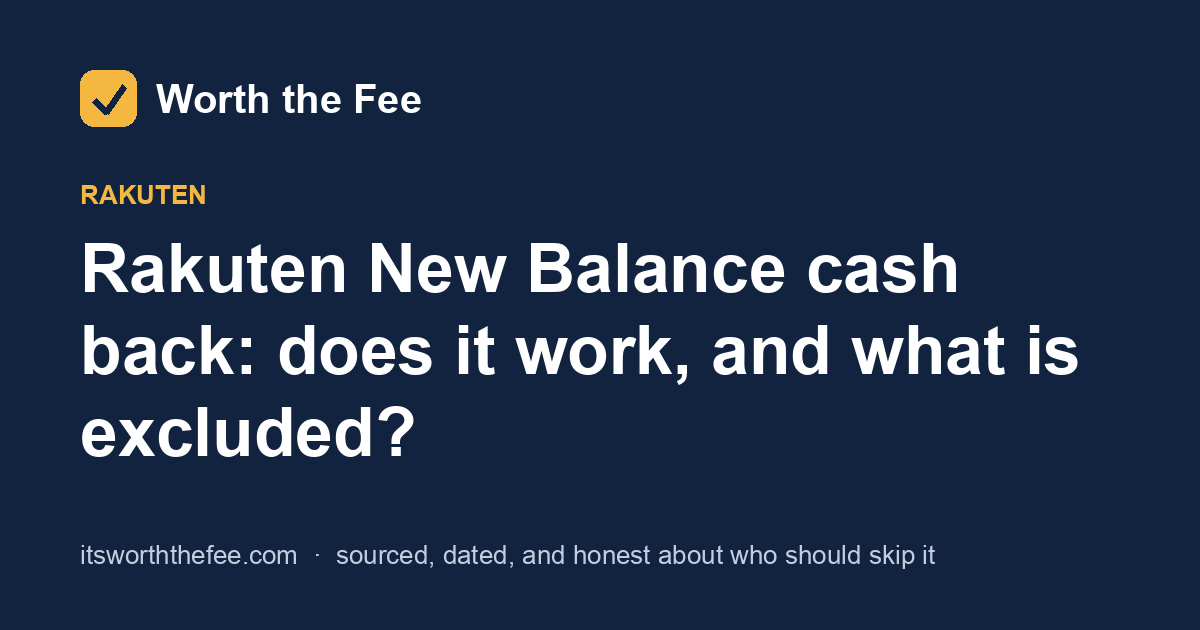 Worth the Fee
RAKUTEN
Rakuten New Balance cash
back: does it work, and what is
excluded?
itsworththefee.com · sourced, dated, and honest about who should skip it